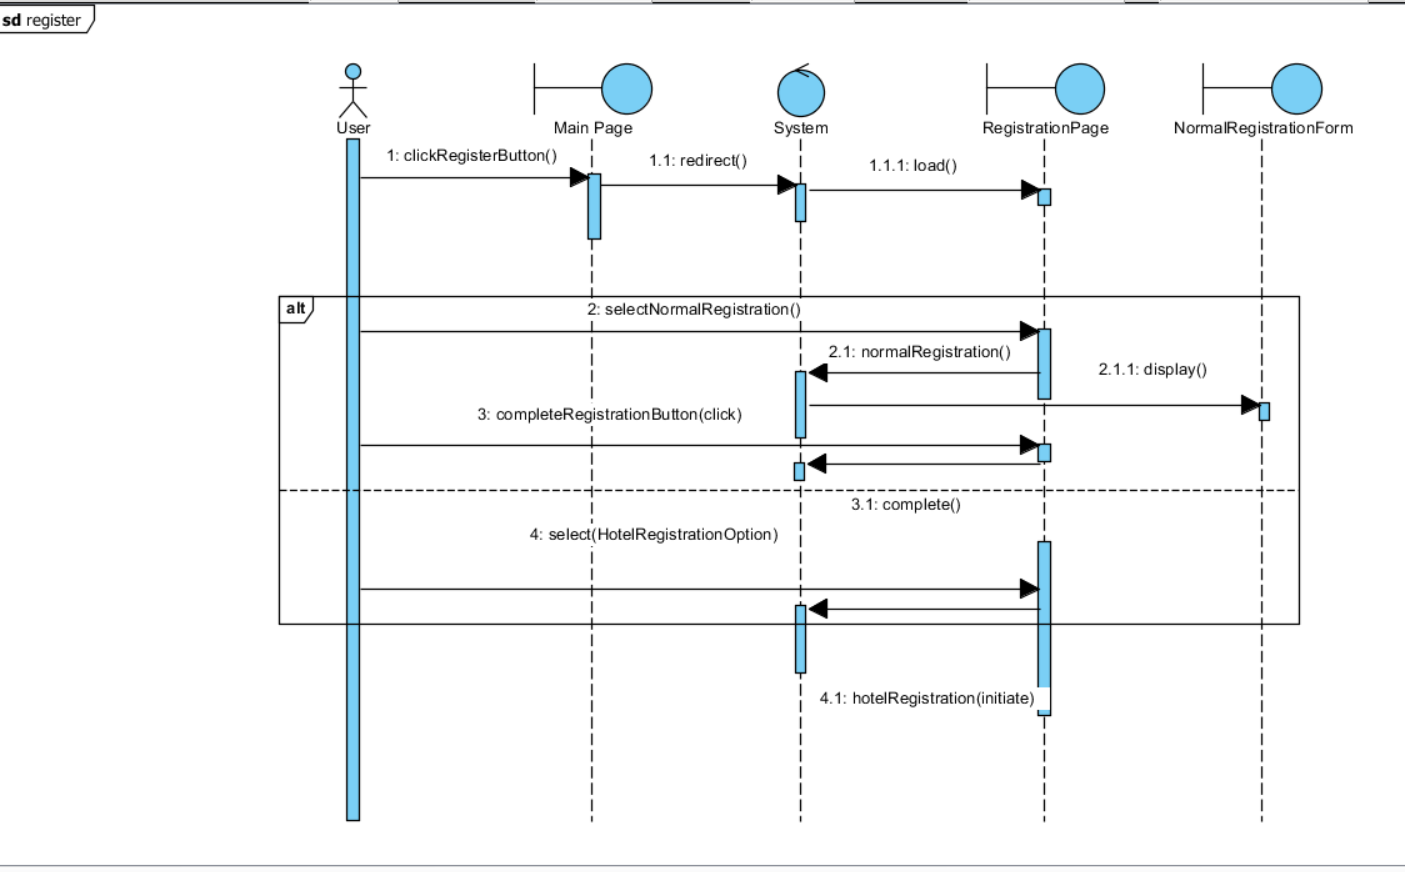 sd register
User
Main Page
System
RegistrationPage
NormalRegistrationForm
1: clickRegisterButton()
1.1: redirect()
1.1.1: load()
alt
2: selectNormalRegistration()
2.1: normalRegistration()
2.1.1: display()
3: completeRegistrationButton(click)
3.1: complete()
4: select(HotelRegistrationOption)
4.1: hotelRegistration(initiate)